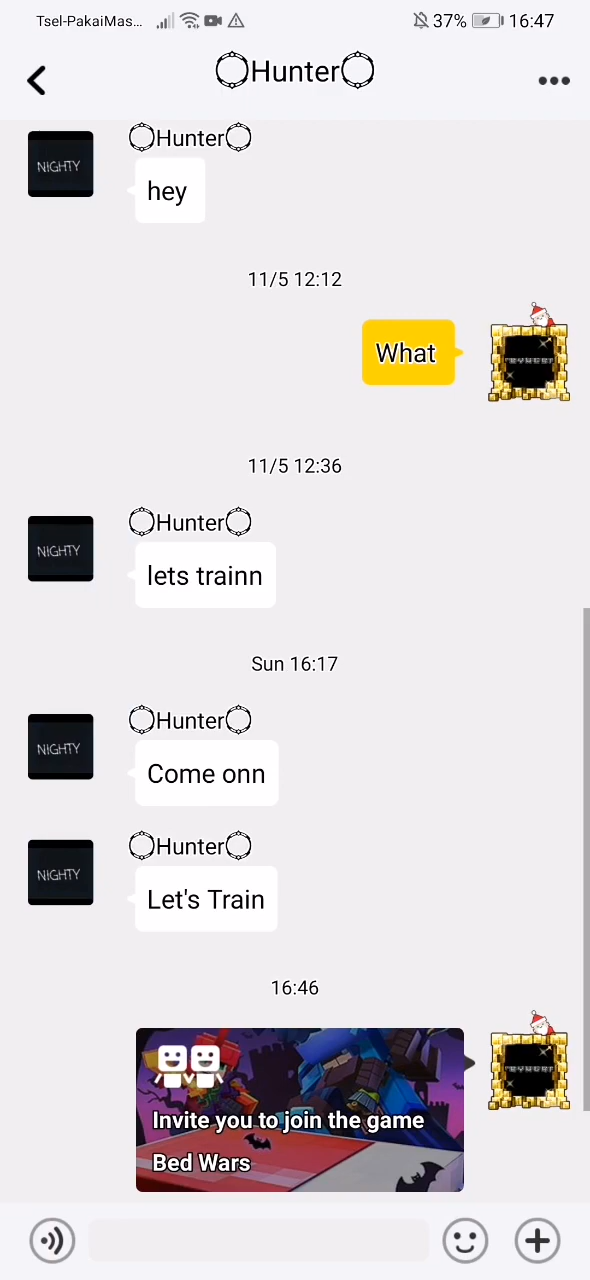 Tsel-PakaiMas... 37% 16:47
◯Hunter◯
◯Hunter◯
NIGHTY
hey
11/5 12:12
What
11/5 12:36
◯Hunter◯
NIGHTY
lets trainn
Sun 16:17
◯Hunter◯
NIGHTY
Come onn
◯Hunter◯
NIGHTY
Let's Train
16:46
Invite you to join the game
Bed Wars